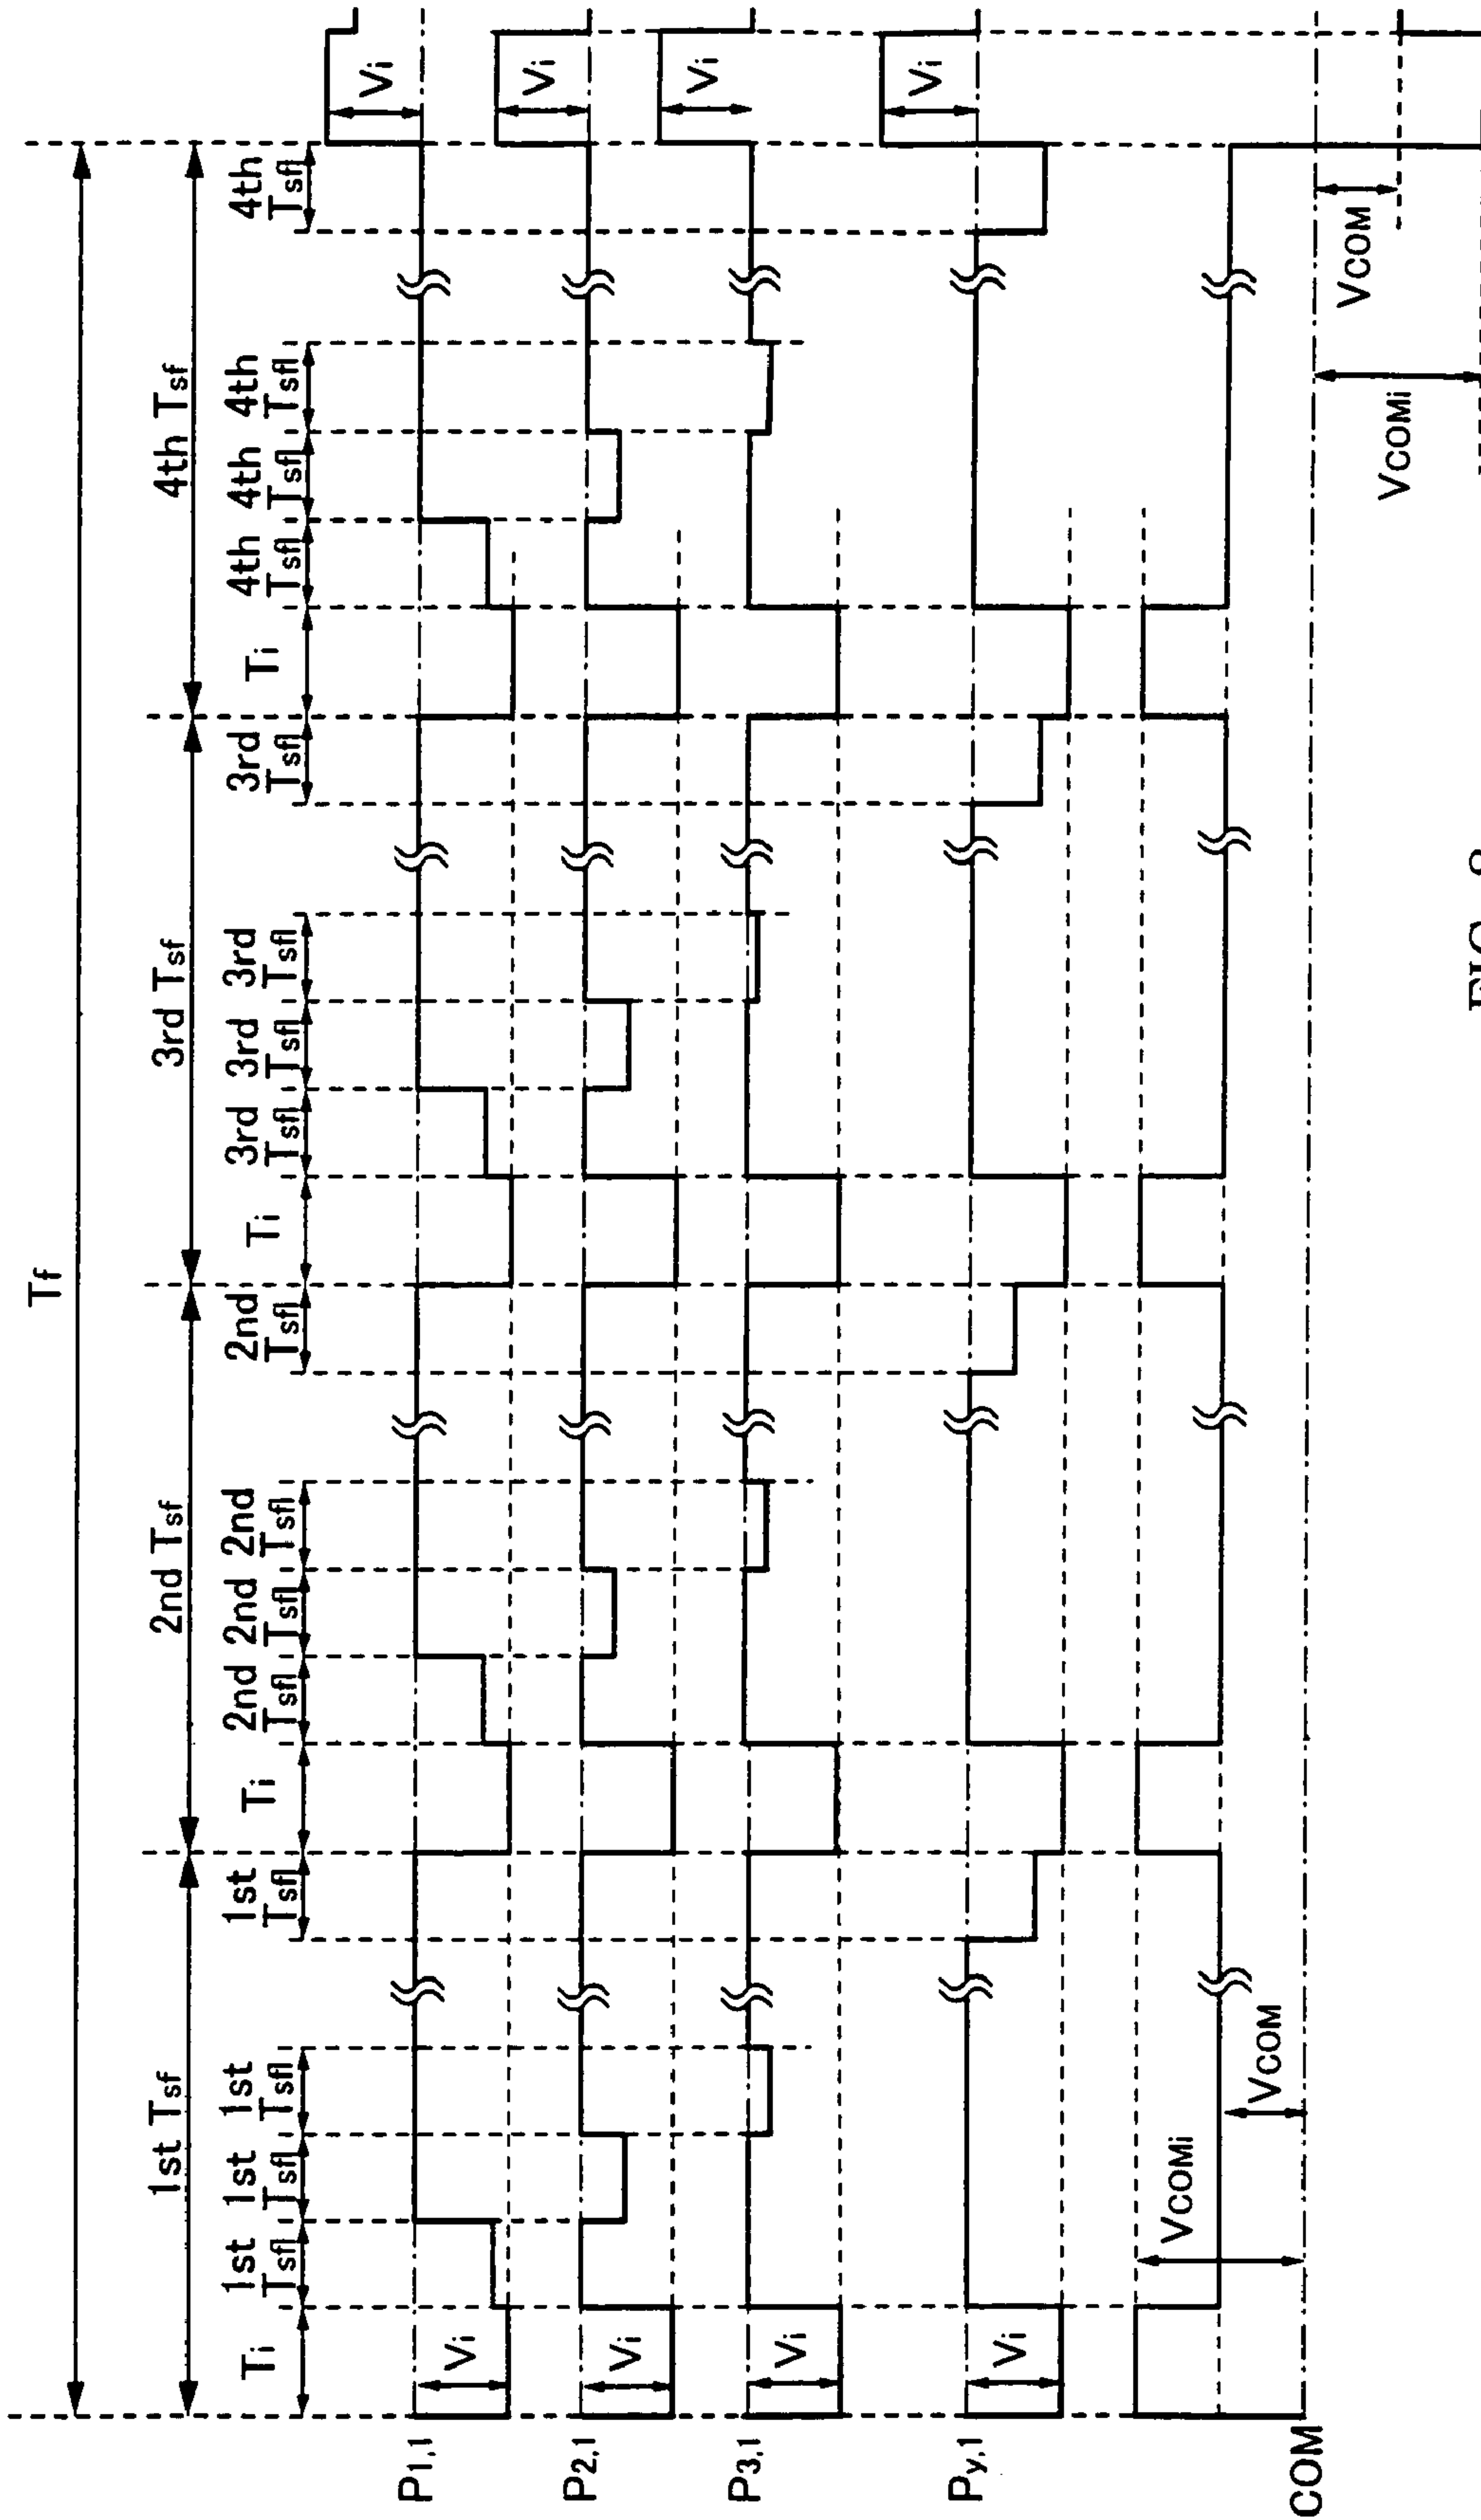 Tf
1st Tsf 2nd Tsf 3rd Tsf 4th Tsf
Ti 1st Tsfl 1st Tsfl 1st Tsfl 1st Tsfl Ti 2nd Tsfl 2nd Tsfl 2nd Tsfl 2nd Tsfl Ti 3rd Tsfl 3rd Tsfl 3rd Tsfl 3rd Tsfl Ti 4th Tsfl 4th Tsfl 4th Tsfl 4th Tsfl
P1,1 Vi Vi
P2,1 Vi Vi
P3,1 Vi Vi
Py,1 Vi Vi
VCOMi VCOM
COM
VCOMi VCOM
FIG. 8